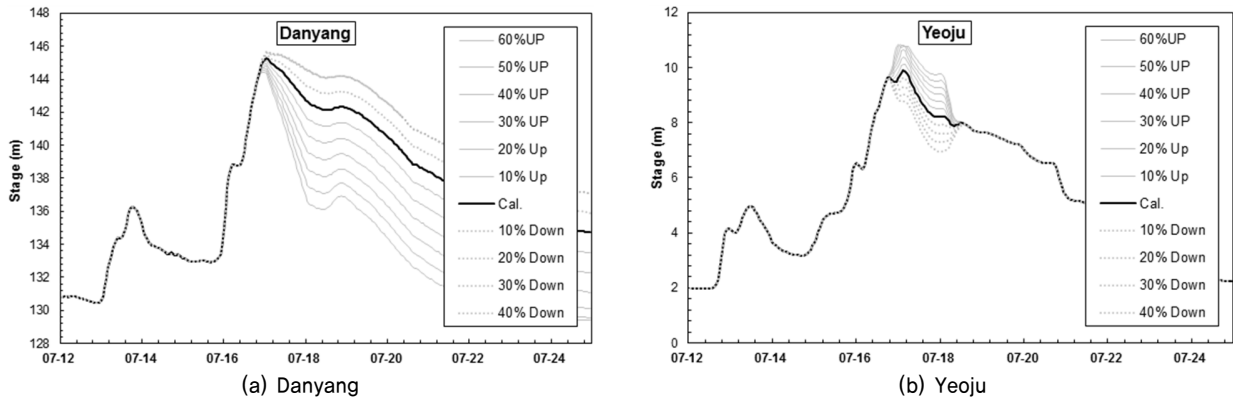 Danyang
Stage (m)
148
146
144
142
140
138
136
134
132
130
128
07-12 07-14 07-16 07-18 07-20 07-22 07-24
60%UP
50% UP
40% UP
30% UP
20% Up
10% Up
Cal.
10% Down
20% Down
30% Down
40% Down
(a) Danyang
Yeoju
Stage (m)
12
10
8
6
4
2
0
07-12 07-14 07-16 07-18 07-20 07-22 07-24
60%UP
50% UP
40% UP
30% UP
20% Up
10% Up
Cal.
10% Down
20% Down
30% Down
40% Down
(b) Yeoju